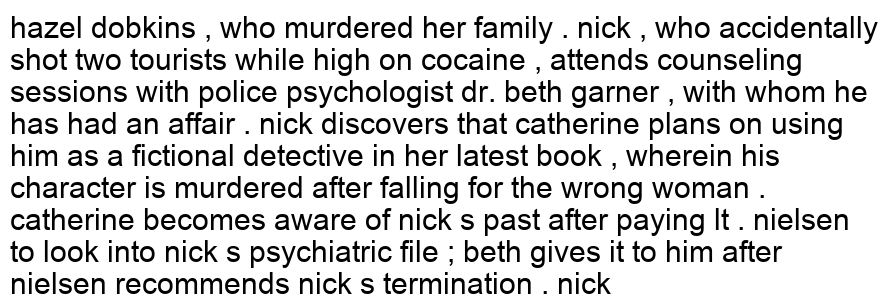 hazel dobkins , who murdered her family . nick , who accidentally
shot two tourists while high on cocaine , attends counseling
sessions with police psychologist dr. beth garner , with whom he
has had an affair . nick discovers that catherine plans on using
him as a fictional detective in her latest book , wherein his
character is murdered after falling for the wrong woman .
catherine becomes aware of nick s past after paying lt . nielsen
to look into nick s psychiatric file ; beth gives it to him after
nielsen recommends nick s termination . nick